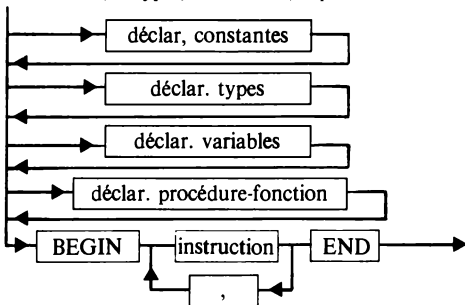 déclar, constantes
déclar. types
déclar. variables
déclar. procédure-fonction
BEGIN instruction END
,